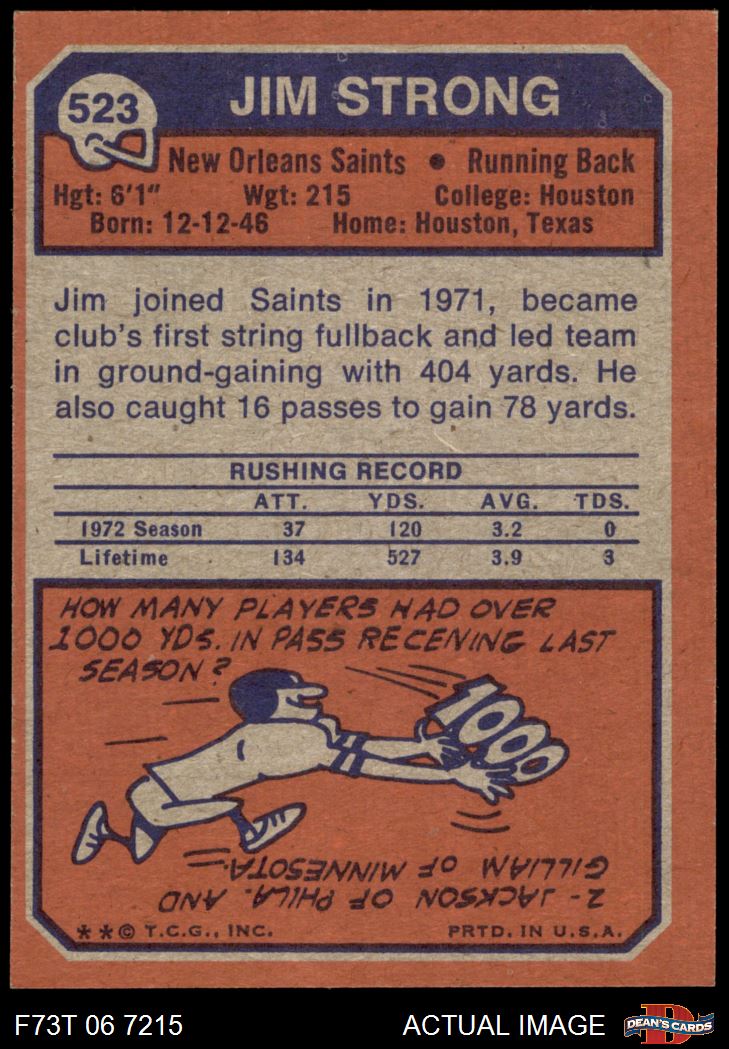 523
JIM STRONG
New Orleans Saints • Running Back
Hgt: 6'1" Wgt: 215 College: Houston
Born: 12-12-46 Home: Houston, Texas
Jim joined Saints in 1971, became
club's first string fullback and led team
in ground-gaining with 404 yards. He
also caught 16 passes to gain 78 yards.
RUSHING RECORD
ATT. YDS. AVG. TDS.
1972 Season 37 120 3.2 0
Lifetime 134 527 3.9 3
HOW MANY PLAYERS HAD OVER
1000 YDS. IN PASS RECEIVING LAST
SEASON?
1000
2- JACKSON OF PHILA. AND
GILLIAM OF MINNESOTA.
* * © T.C.G., INC. PRTD. IN U.S.A.
F73T 06 7215 ACTUAL IMAGE
D
DEAN'S CARDS